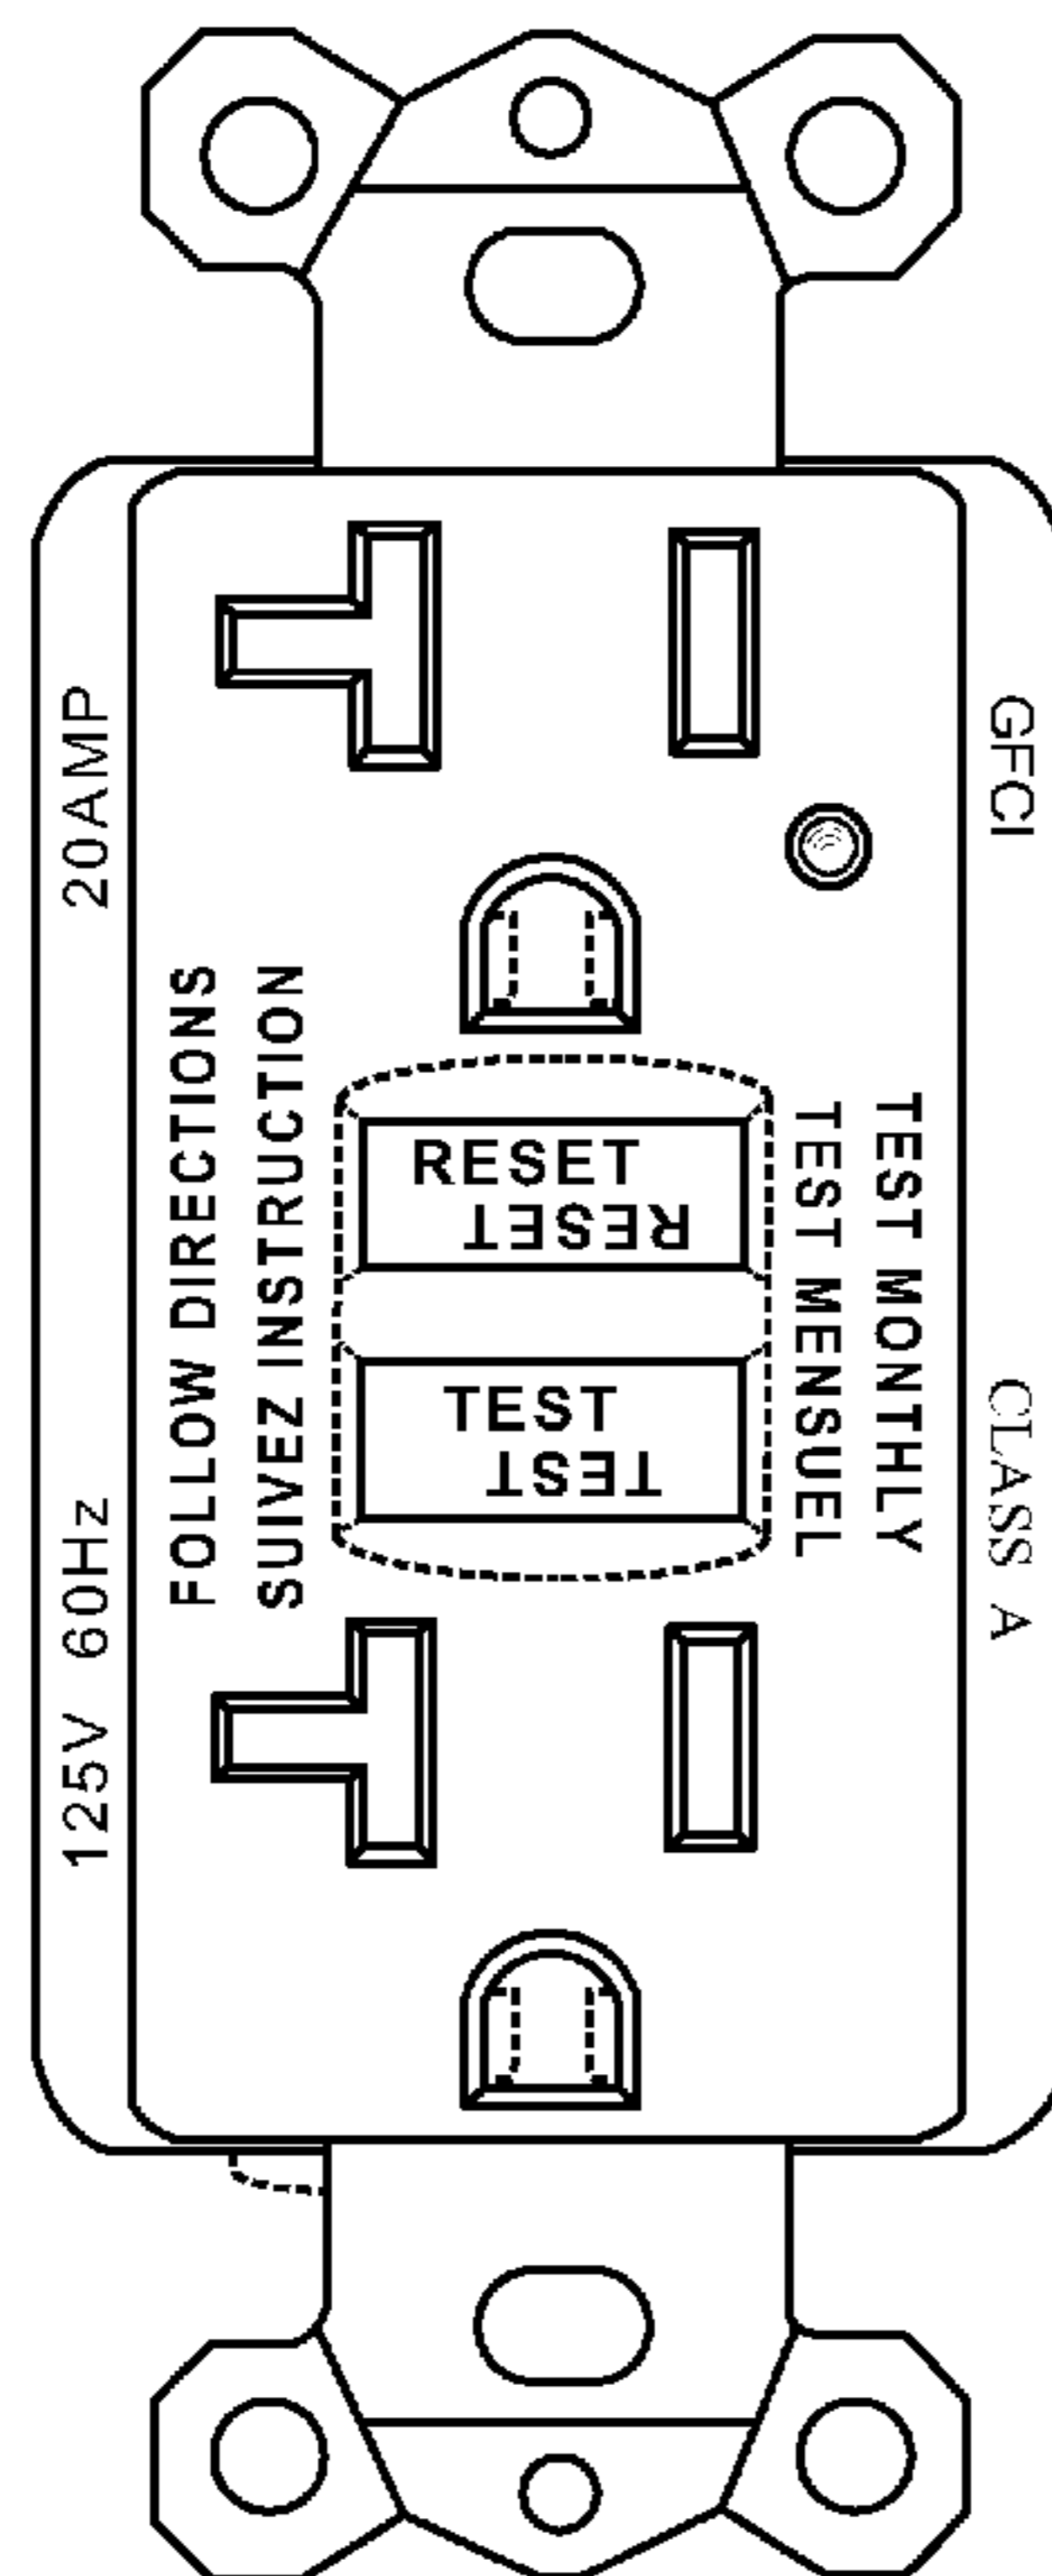 20AMP
125V 60Hz
FOLLOW DIRECTIONS
SUIVEZ INSTRUCTION
RESET
RESET
TEST
TEST
TEST MONTHLY
TEST MENSUEL
GFCI
CLASS A